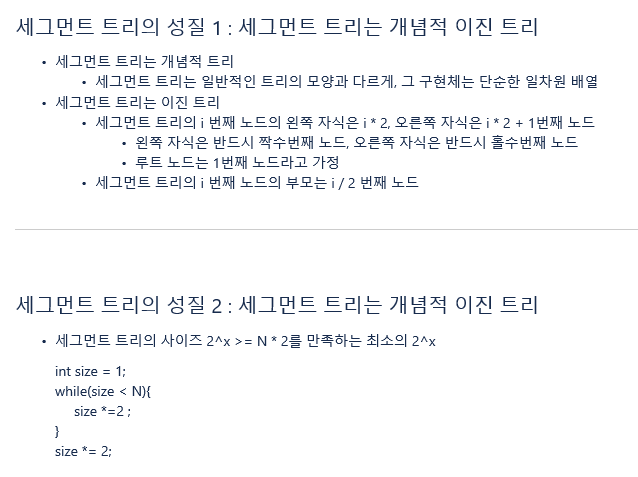 세그먼트 트리의 성질 1 : 세그먼트 트리는 개념적 이진 트리
• 세그먼트 트리는 개념적 트리
• 세그먼트 트리는 일반적인 트리의 모양과 다르게, 그 구현체는 단순한 일차원 배열
• 세그먼트 트리는 이진 트리
• 세그먼트 트리의 i 번째 노드의 왼쪽 자식은 i * 2, 오른쪽 자식은 i * 2 + 1번째 노드
• 왼쪽 자식은 반드시 짝수번째 노드, 오른쪽 자식은 반드시 홀수번째 노드
• 루트 노드는 1번째 노드라고 가정
• 세그먼트 트리의 i 번째 노드의 부모는 i / 2 번째 노드
세그먼트 트리의 성질 2 : 세그먼트 트리는 개념적 이진 트리
• 세그먼트 트리의 사이즈 2^x >= N * 2를 만족하는 최소의 2^x
int size = 1;
while(size < N){
size *=2 ;
}
size *= 2;